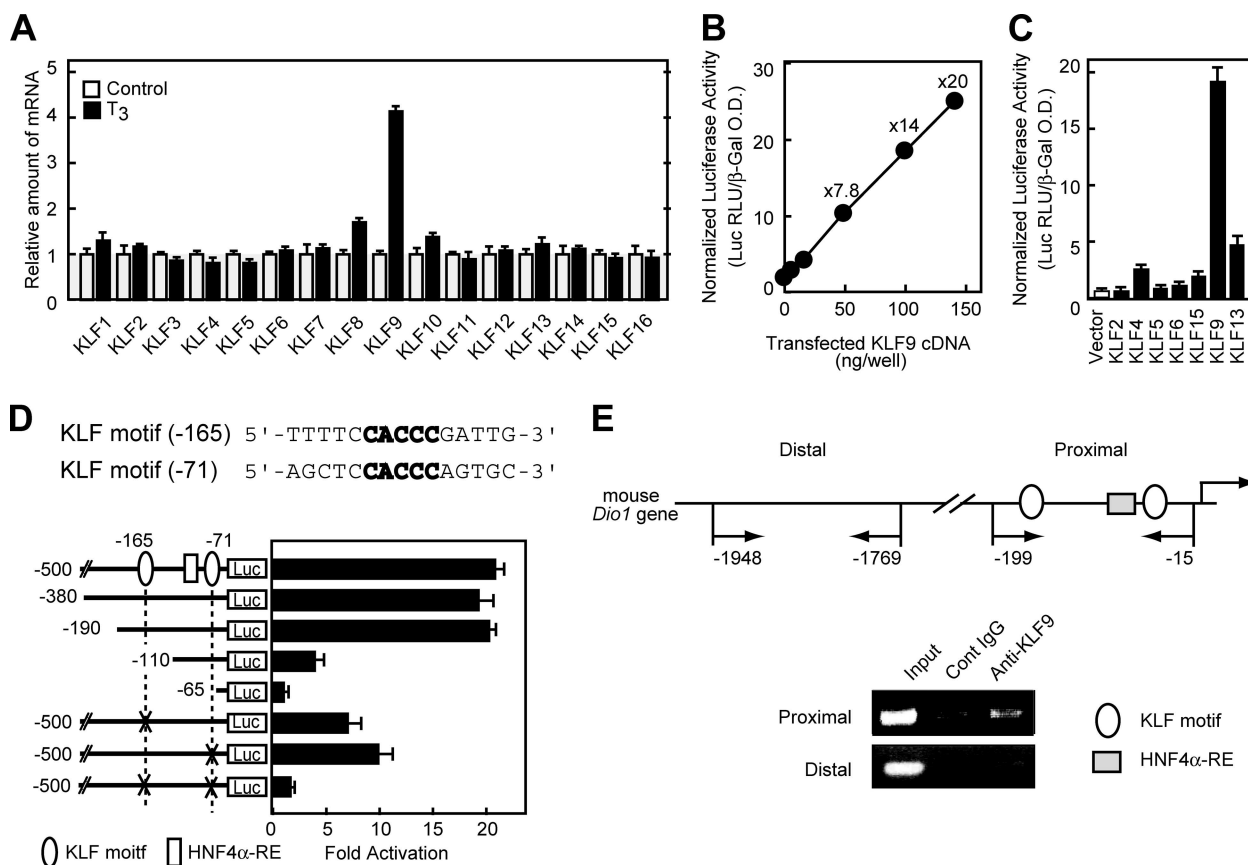 A
Relative amount of mRNA
5
4
3
2
1
0
Control
T3
KLF1
KLF2
KLF3
KLF4
KLF5
KLF6
KLF7
KLF8
KLF9
KLF10
KLF11
KLF12
KLF13
KLF14
KLF15
KLF16
B
Normalized Luciferase Activity
(Luc RLU/β-Gal O.D.)
30
20
10
0
x7.8
x14
x20
0
50
100
150
Transfected KLF9 cDNA
(ng/well)
C
Normalized Luciferase Activity
(Luc RLU/β-Gal O.D.)
20
15
10
5
0
Vector
KLF2
KLF4
KLF5
KLF6
KLF15
KLF9
KLF13
D
KLF motif (-165) 5'-TTTTCCACCCGATTG-3'
KLF motif (-71) 5'-AGCTCCACCCAGTGC-3'
-165
-71
-500 Luc
-380 Luc
-190 Luc
-110 Luc
-65 Luc
-500 Luc
-500 Luc
-500 Luc
0
5
10
15
20
Fold Activation
KLF moitf
HNF4α-RE
E
Distal
Proximal
mouse
Dio1 gene
-1948
-1769
-199
-15
Input
Cont IgG
Anti-KLF9
Proximal
Distal
KLF motif
HNF4α-RE